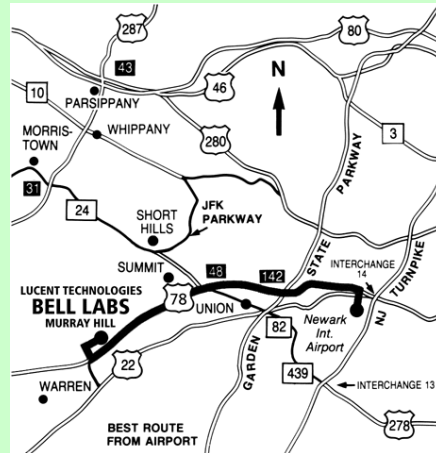 287
80
43
N
46
10
PARSIPPANY
WHIPPANY
3
MORRIS-
TOWN
280
STATE PARKWAY
31
24
SHORT
HILLS
JFK
PARKWAY
SUMMIT
48
142
INTERCHANGE
14
LUCENT TECHNOLOGIES
BELL LABS
MURRAY HILL
78
UNION
Newark
Int.
Airport
NJ TURNPIKE
82
22
GARDEN
439
INTERCHANGE 13
WARREN
278
BEST ROUTE
FROM AIRPORT